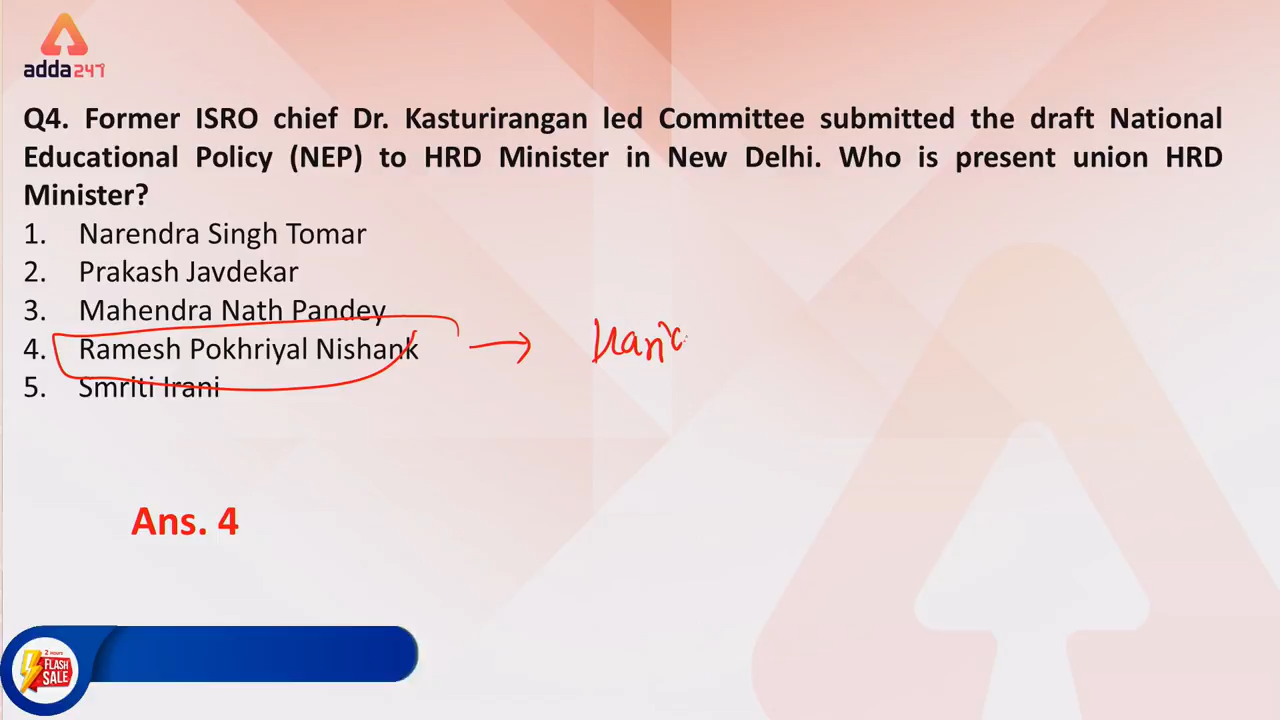 adda247
Q4. Former ISRO chief Dr. Kasturirangan led Committee submitted the draft National
Educational Policy (NEP) to HRD Minister in New Delhi. Who is present union HRD
Minister?
1. Narendra Singh Tomar
2. Prakash Javdekar
3. Mahendra Nath Pandey
4. Ramesh Pokhriyal Nishank →
5. Smriti Irani
Ans. 4
2 HOURS
FLASH
SALE